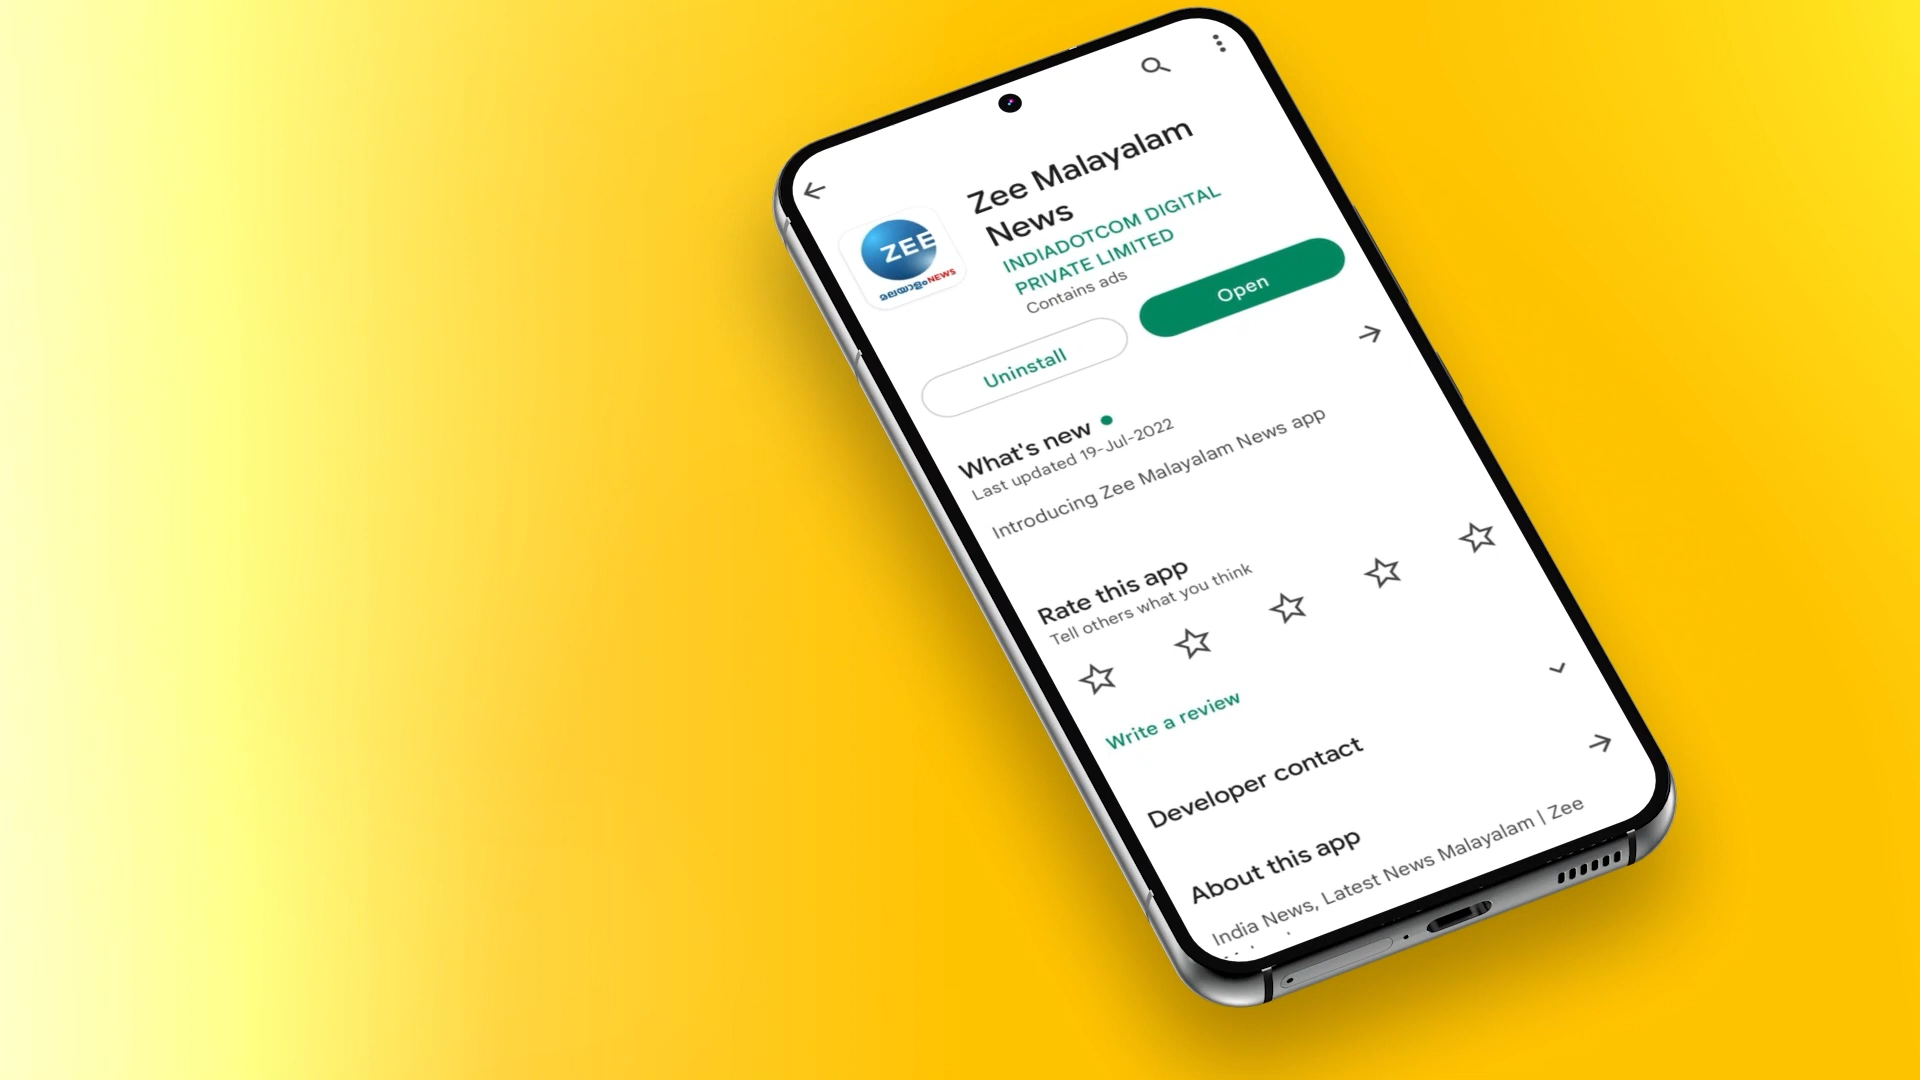 Zee Malayalam
News
INDIADOTCOM DIGITAL
PRIVATE LIMITED
Contains ads
ZEE
മലയാളംNEWS
Uninstall
Open
What's new
Last updated 19-Jul-2022
Introducing Zee Malayalam News app
Rate this app
Tell others what you think
Write a review
Developer contact
About this app
India News, Latest News Malayalam | Zee